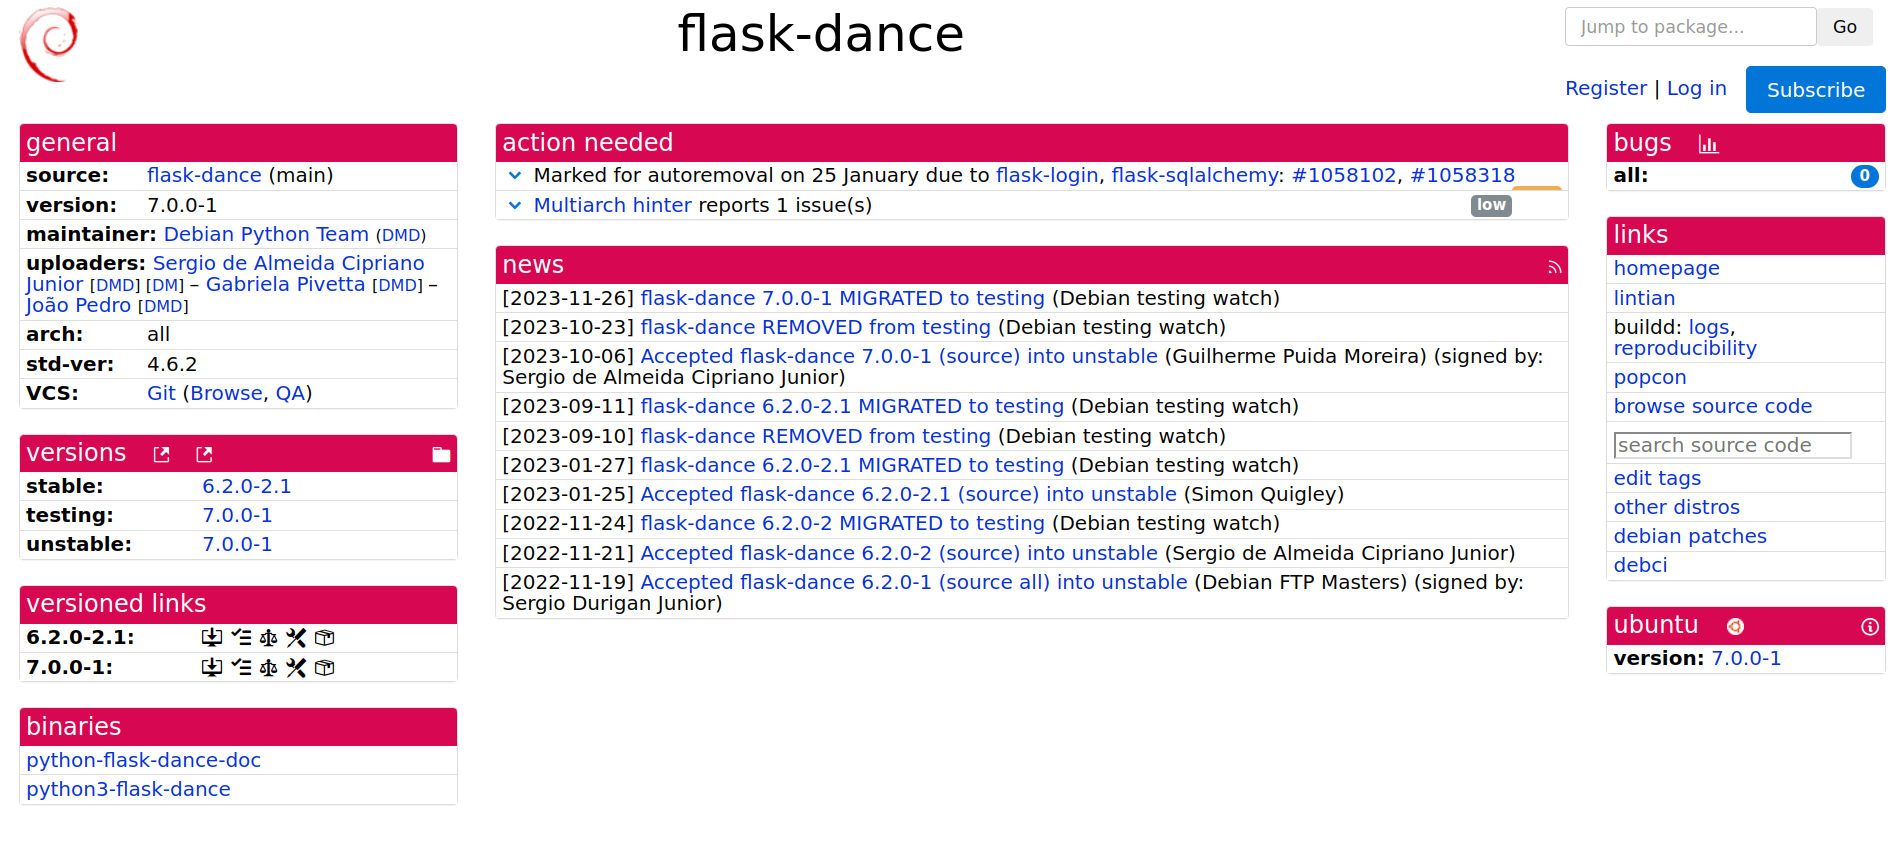 flask-dance
Jump to package...
Go
Register | Log in
Subscribe
general
source: flask-dance (main)
version: 7.0.0-1
maintainer: Debian Python Team (DMD)
uploaders: Sergio de Almeida Cipriano
Junior [DMD] [DM] – Gabriela Pivetta [DMD] –
João Pedro [DMD]
arch: all
std-ver: 4.6.2
VCS: Git (Browse, QA)
versions
stable: 6.2.0-2.1
testing: 7.0.0-1
unstable: 7.0.0-1
versioned links
6.2.0-2.1:
7.0.0-1:
binaries
python-flask-dance-doc
python3-flask-dance
action needed
Marked for autoremoval on 25 January due to flask-login, flask-sqlalchemy: #1058102, #1058318
Multiarch hinter reports 1 issue(s) low
news
[2023-11-26] flask-dance 7.0.0-1 MIGRATED to testing (Debian testing watch)
[2023-10-23] flask-dance REMOVED from testing (Debian testing watch)
[2023-10-06] Accepted flask-dance 7.0.0-1 (source) into unstable (Guilherme Puida Moreira) (signed by:
Sergio de Almeida Cipriano Junior)
[2023-09-11] flask-dance 6.2.0-2.1 MIGRATED to testing (Debian testing watch)
[2023-09-10] flask-dance REMOVED from testing (Debian testing watch)
[2023-01-27] flask-dance 6.2.0-2.1 MIGRATED to testing (Debian testing watch)
[2023-01-25] Accepted flask-dance 6.2.0-2.1 (source) into unstable (Simon Quigley)
[2022-11-24] flask-dance 6.2.0-2 MIGRATED to testing (Debian testing watch)
[2022-11-21] Accepted flask-dance 6.2.0-2 (source) into unstable (Sergio de Almeida Cipriano Junior)
[2022-11-19] Accepted flask-dance 6.2.0-1 (source all) into unstable (Debian FTP Masters) (signed by:
Sergio Durigan Junior)
bugs
all: 0
links
homepage
lintian
buildd: logs,
reproducibility
popcon
browse source code
search source code
edit tags
other distros
debian patches
debci
ubuntu
version: 7.0.0-1